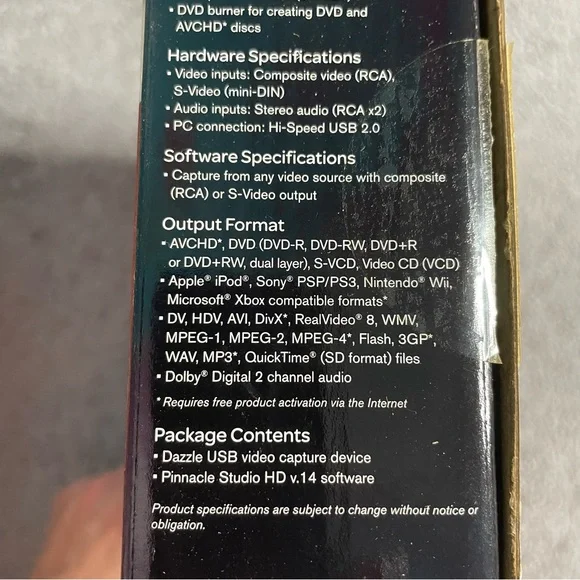 • DVD burner for creating DVD and
AVCHD* discs
Hardware Specifications
• Video inputs: Composite video (RCA),
S-Video (mini-DIN)
• Audio inputs: Stereo audio (RCA x2)
• PC connection: Hi-Speed USB 2.0
Software Specifications
• Capture from any video source with composite
(RCA) or S-Video output
Output Format
• AVCHD*, DVD (DVD-R, DVD-RW, DVD+R
or DVD+RW, dual layer), S-VCD, Video CD (VCD)
• Apple® iPod®, Sony® PSP/PS3, Nintendo® Wii,
Microsoft® Xbox compatible formats*
• DV, HDV, AVI, DivX*, RealVideo® 8, WMV,
MPEG-1, MPEG-2, MPEG-4*, Flash, 3GP*,
WAV, MP3*, QuickTime® (SD format) files
• Dolby® Digital 2 channel audio
* Requires free product activation via the Internet
Package Contents
• Dazzle USB video capture device
• Pinnacle Studio HD v.14 software
Product specifications are subject to change without notice or
obligation.